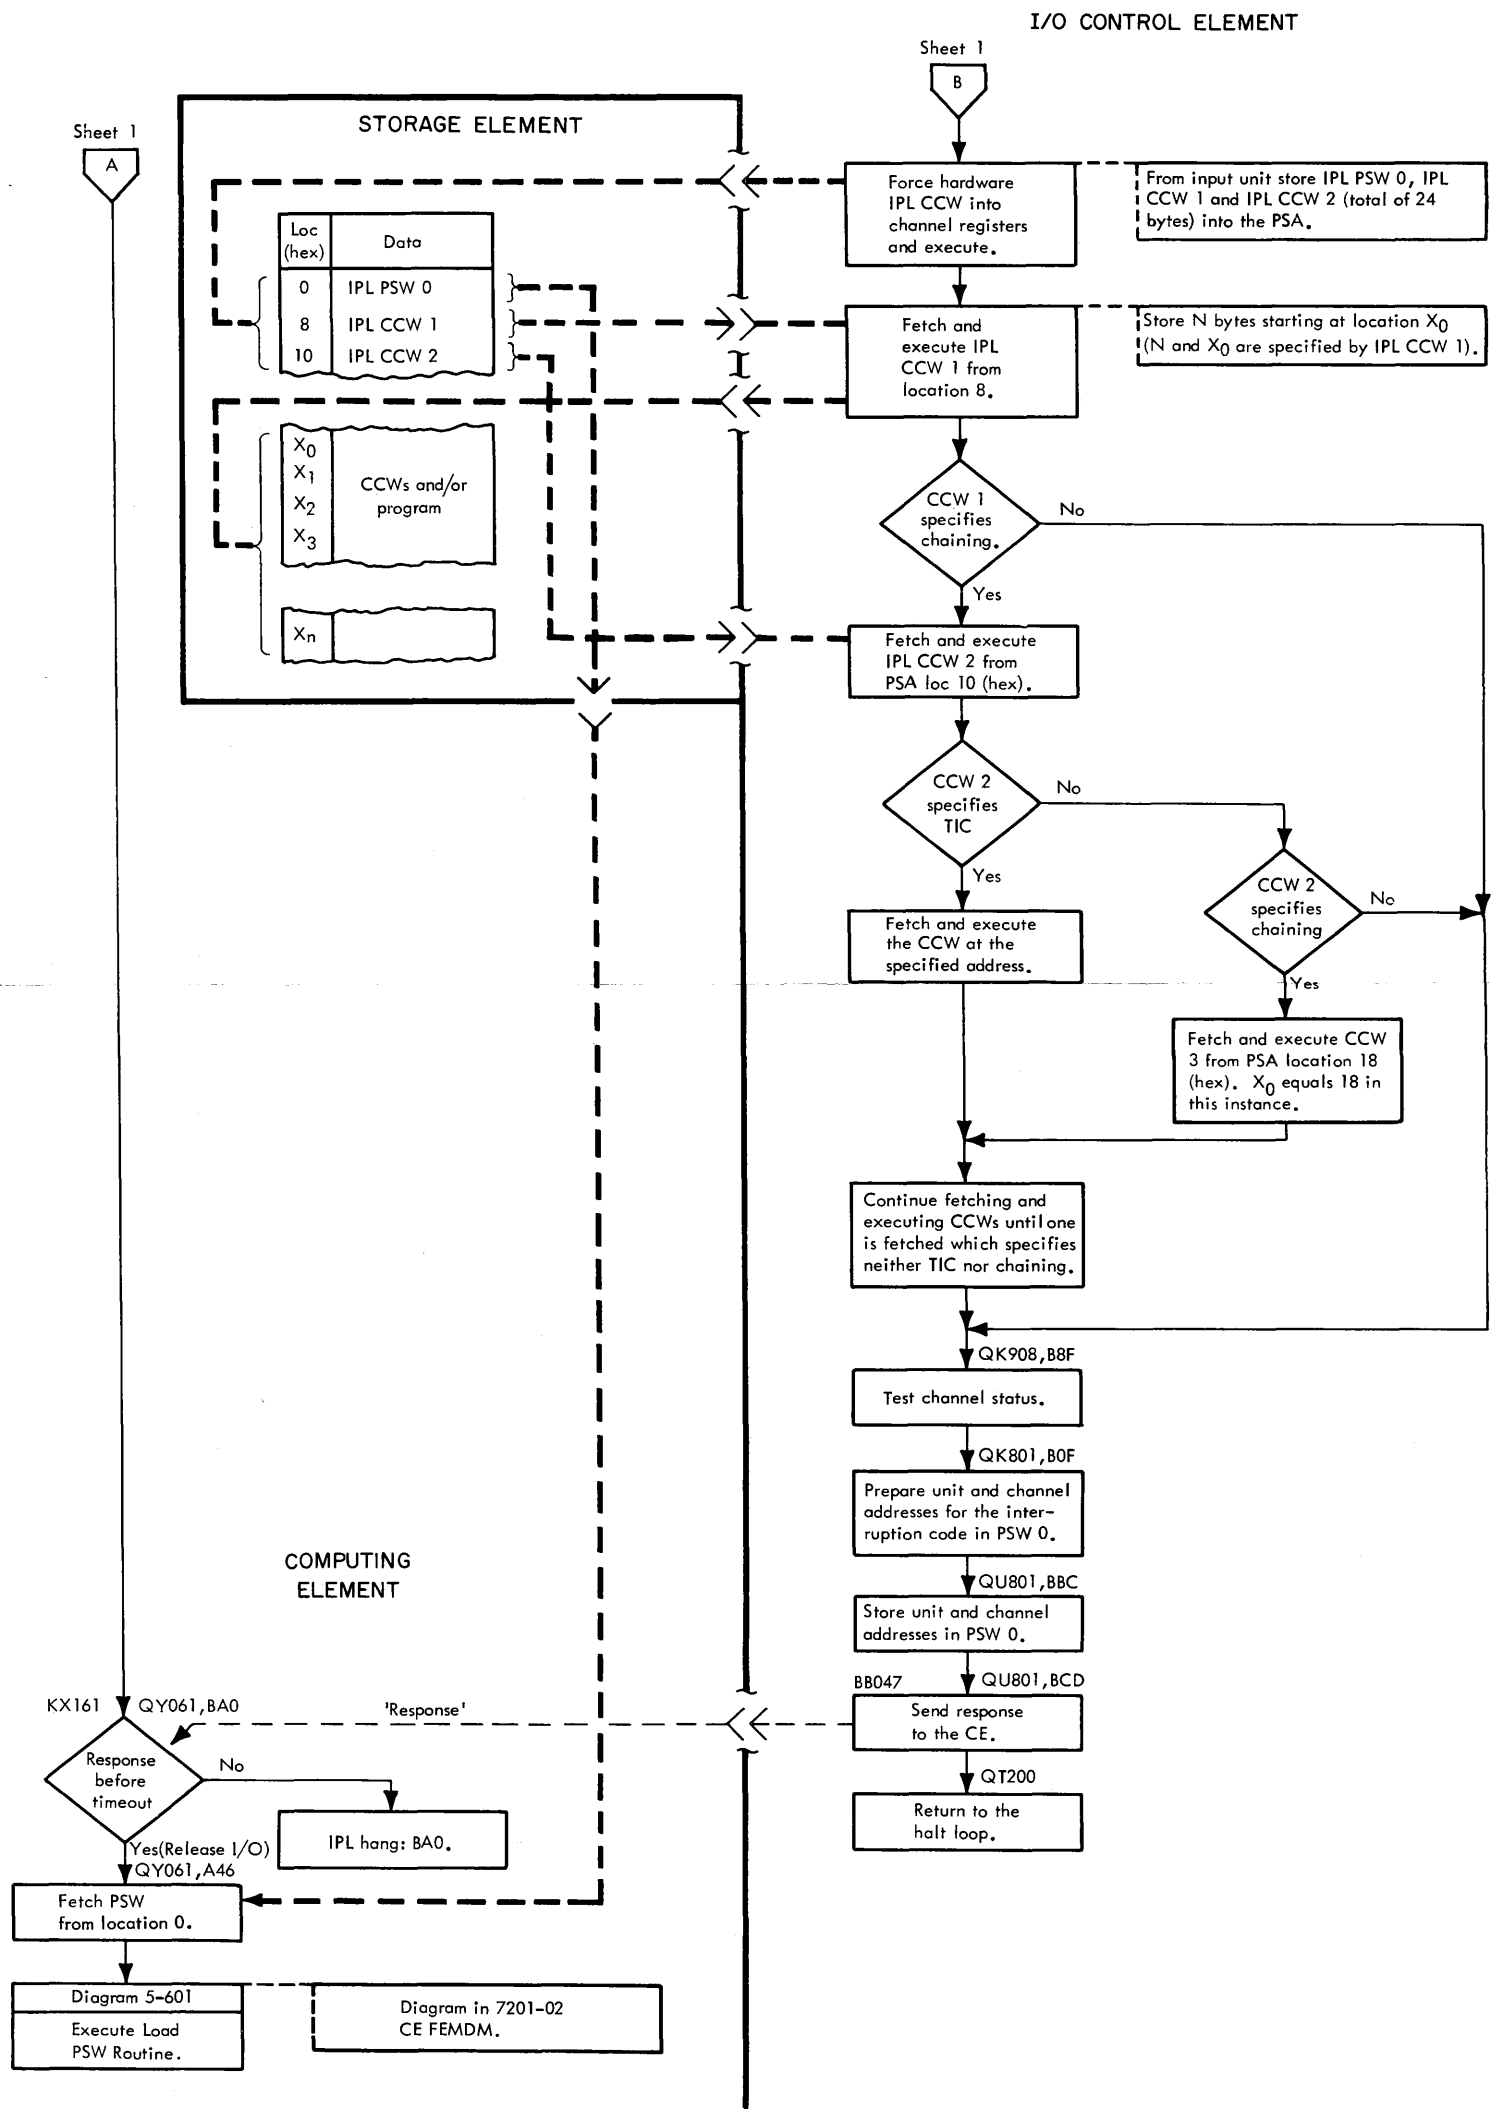 I/O CONTROL ELEMENT
Sheet 1
B
STORAGE ELEMENT
Sheet 1
A
Force hardware
IPL CCW into
channel registers
and execute.
From input unit store IPL PSW 0, IPL
CCW 1 and IPL CCW 2 (total of 24
bytes) into the PSA.
Loc
(hex)
Data
0
IPL PSW 0
8
IPL CCW 1
10
IPL CCW 2
Fetch and
execute IPL
CCW 1 from
location 8.
Store N bytes starting at location X0
(N and X0 are specified by IPL CCW 1).
X0
X1
X2
X3
CCWs and/or
program
Xn
CCW 1
specifies
chaining.
No
Yes
Fetch and execute
IPL CCW 2 from
PSA loc 10 (hex).
CCW 2
specifies
TIC
No
Yes
CCW 2
specifies
chaining
No
Yes
Fetch and execute
the CCW at the
specified address.
Fetch and execute CCW
3 from PSA location 18
(hex). X0 equals 18 in
this instance.
Continue fetching and
executing CCWs until one
is fetched which specifies
neither TIC nor chaining.
QK908,B8F
Test channel status.
QK801,B0F
Prepare unit and channel
addresses for the inter-
ruption code in PSW 0.
QU801,BBC
Store unit and channel
addresses in PSW 0.
BB047
QU801,BCD
Send response
to the CE.
QT200
Return to the
halt loop.
COMPUTING
ELEMENT
KX161
QY061,BA0
'Response'
Response
before
timeout
No
IPL hang: BA0.
Yes(Release I/O)
QY061,A46
Fetch PSW
from location 0.
Diagram 5-601
Execute Load
PSW Routine.
Diagram in 7201-02
CE FEMDM.